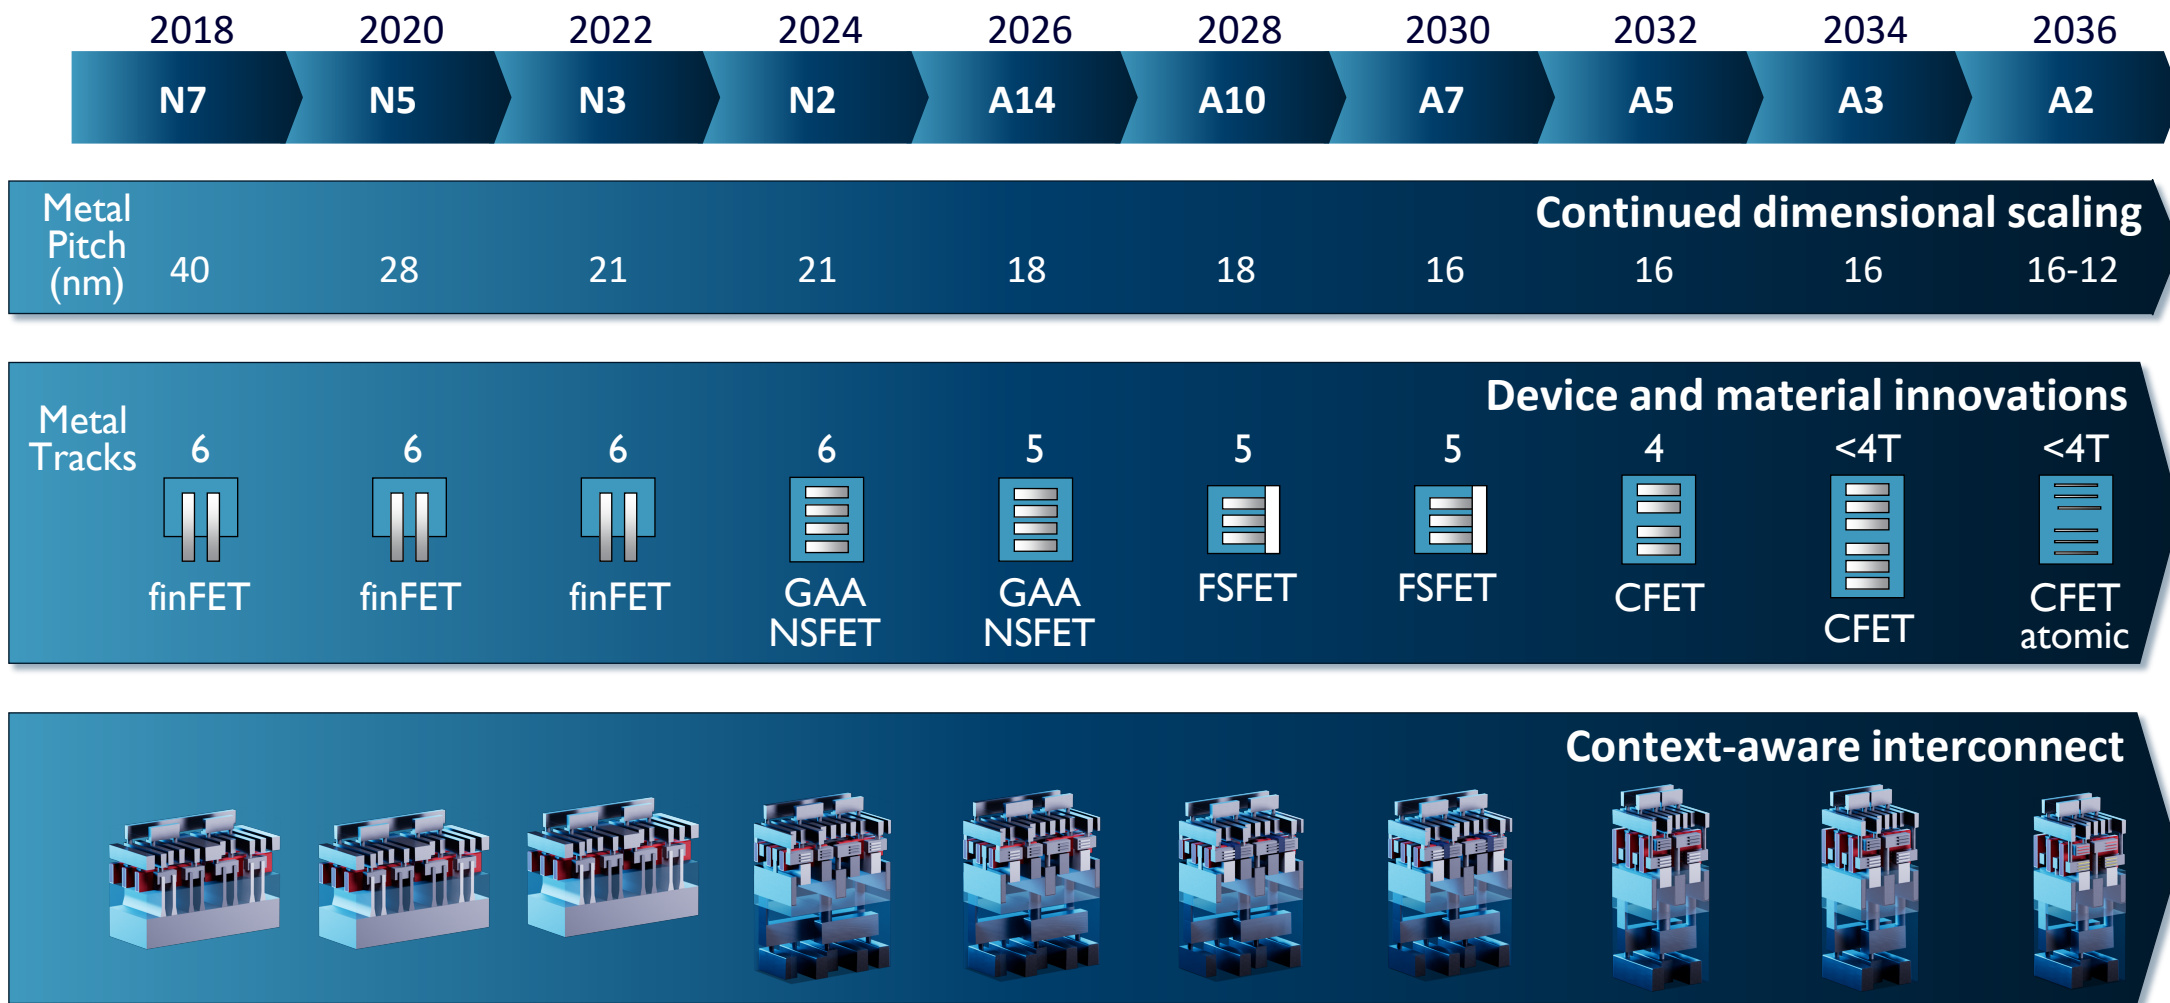 2018 2020 2022 2024 2026 2028 2030 2032 2034 2036
N7 N5 N3 N2 A14 A10 A7 A5 A3 A2
Continued dimensional scaling
Metal
Pitch
(nm)
40 28 21 21 18 18 16 16 16 16-12
Device and material innovations
Metal
Tracks
6 6 6 6 5 5 5 4 <4T <4T
finFET finFET finFET GAA NSFET GAA NSFET FSFET FSFET CFET CFET CFET atomic
Context-aware interconnect